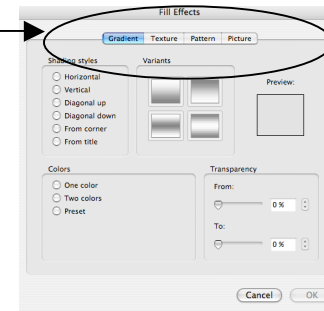 Fill Effects
Gradient Texture Pattern Picture
Shading styles
Horizontal
Vertical
Diagonal up
Diagonal down
From corner
From title
Variants
Preview:
Colors
One color
Two colors
Preset
Transparency
From:
0 %
To:
0 %
Cancel OK